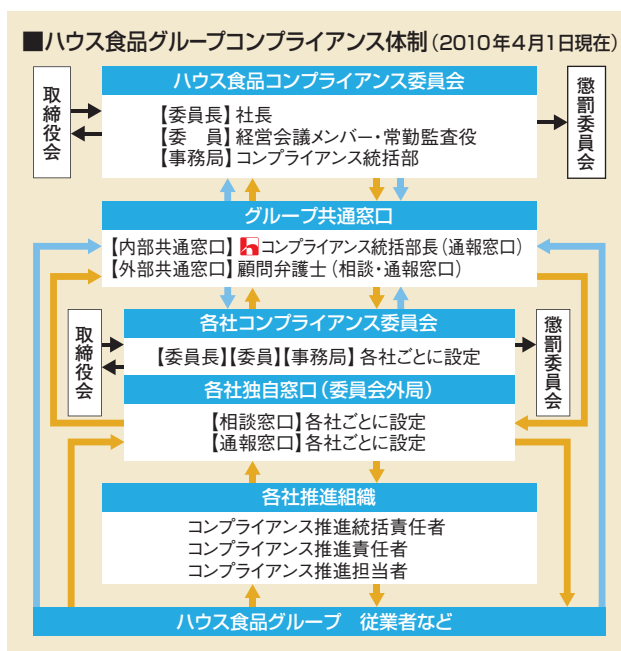 ■ハウス食品グループコンプライアンス体制(2010年4月1日現在)
ハウス食品コンプライアンス委員会
取締役会
【委員長】社長
【委　員】経営会議メンバー・常勤監査役
【事務局】コンプライアンス統括部
懲罰委員会
グループ共通窓口
【内部共通窓口】コンプライアンス統括部長(通報窓口)
【外部共通窓口】顧問弁護士(相談・通報窓口)
各社コンプライアンス委員会
取締役会
【委員長】【委員】【事務局】各社ごとに設定
懲罰委員会
各社独自窓口(委員会外局)
【相談窓口】各社ごとに設定
【通報窓口】各社ごとに設定
各社推進組織
コンプライアンス推進統括責任者
コンプライアンス推進責任者
コンプライアンス推進担当者
ハウス食品グループ　従業者など